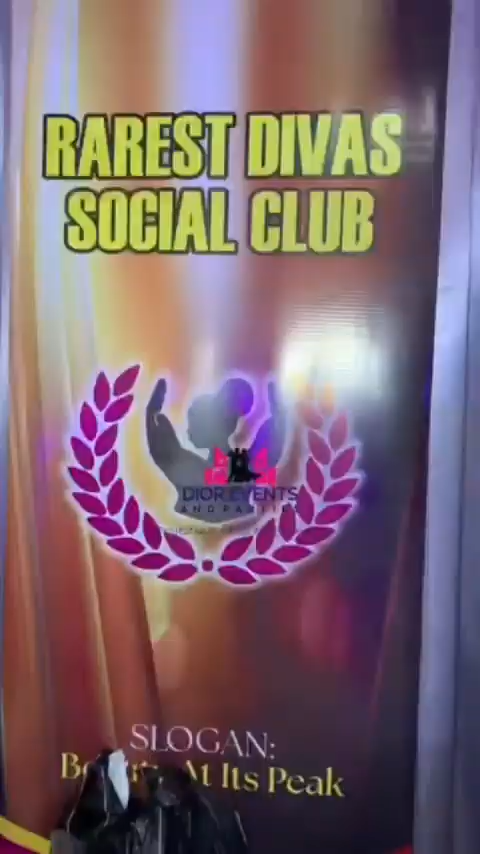 RAREST DIVAS
SOCIAL CLUB
DIOR EVENTS
AND PARTIES
SLOGAN:
At Its Peak